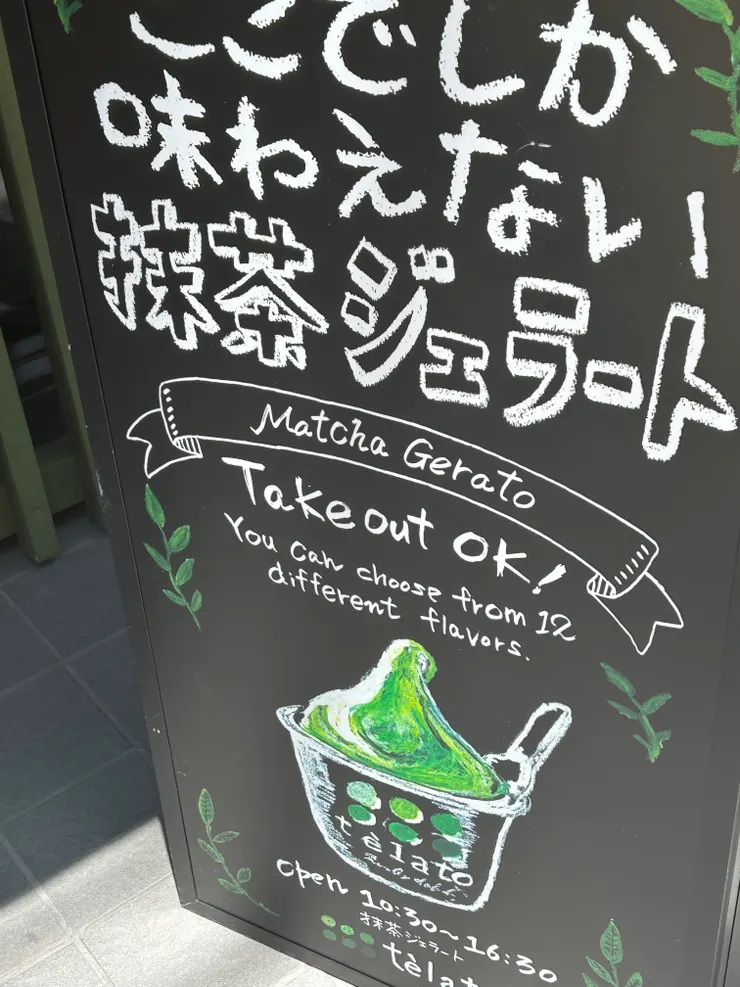 ここでしか
味わえない
抹茶ジェラート
Matcha Gerato
Take out OK!
You can choose from 12
different flavors.
tèlato
open 10:30~16:30
抹茶ジェラート
tèlat